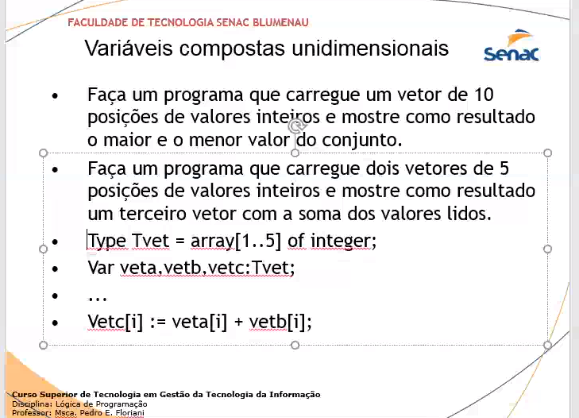 FACULDADE DE TECNOLOGIA SENAC BLUMENAU
Variáveis compostas unidimensionais
senac
• Faça um programa que carregue um vetor de 10
posições de valores inteiros e mostre como resultado
o maior e o menor valor do conjunto.
• Faça um programa que carregue dois vetores de 5
posições de valores inteiros e mostre como resultado
um terceiro vetor com a soma dos valores lidos.
• Type Tvet = array[1..5] of integer;
• Var veta,vetb,vetc:Tvet;
• ...
• Vetc[i] := veta[i] + vetb[i];
Curso Superior de Tecnologia em Gestão da Tecnologia da Informação
Disciplina: Lógica de Programação
Professor: Msca. Pedro E. Floriani